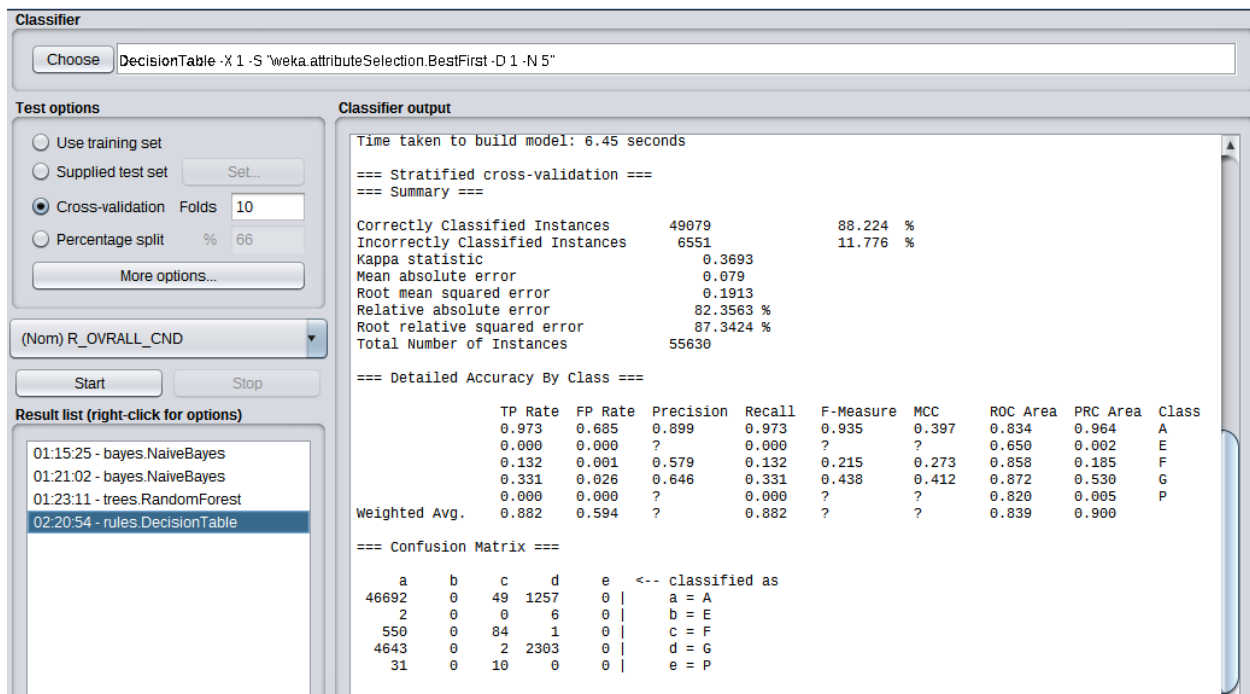 Classifier
Choose DecisionTable -X 1 -S "weka.attributeSelection.BestFirst -D 1 -N 5"
Test options
Use training set
Supplied test set Set...
Cross-validation Folds 10
Percentage split % 66
More options...
(Nom) R_OVRALL_CND
Start Stop
Result list (right-click for options)
01:15:25 - bayes.NaiveBayes
01:21:02 - bayes.NaiveBayes
01:23:11 - trees.RandomForest
02:20:54 - rules.DecisionTable
Classifier output
Time taken to build model: 6.45 seconds
=== Stratified cross-validation ===
=== Summary ===
Correctly Classified Instances 49079 88.224 %
Incorrectly Classified Instances 6551 11.776 %
Kappa statistic 0.3693
Mean absolute error 0.079
Root mean squared error 0.1913
Relative absolute error 82.3563 %
Root relative squared error 87.3424 %
Total Number of Instances 55630
=== Detailed Accuracy By Class ===
TP Rate FP Rate Precision Recall F-Measure MCC ROC Area PRC Area Class
0.973 0.685 0.899 0.973 0.935 0.397 0.834 0.964 A
0.000 0.000 ? 0.000 ? ? 0.650 0.002 E
0.132 0.001 0.579 0.132 0.215 0.273 0.858 0.185 F
0.331 0.026 0.646 0.331 0.438 0.412 0.872 0.530 G
0.000 0.000 ? 0.000 ? ? 0.820 0.005 P
Weighted Avg. 0.882 0.594 ? 0.882 ? ? 0.839 0.900
=== Confusion Matrix ===
a b c d e <-- classified as
46692 0 49 1257 0 | a = A
2 0 0 6 0 | b = E
550 0 84 1 0 | c = F
4643 0 2 2303 0 | d = G
31 0 10 0 0 | e = P